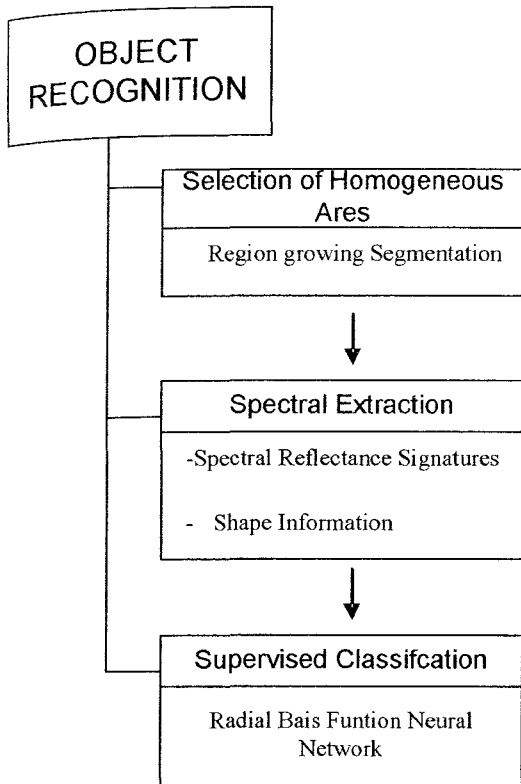 OBJECT
RECOGNITION
Selection of Homogeneous
Ares
Region growing Segmentation
Spectral Extraction
-Spectral Reflectance Signatures
- Shape Information
Supervised Classifcation
Radial Bais Funtion Neural
Network